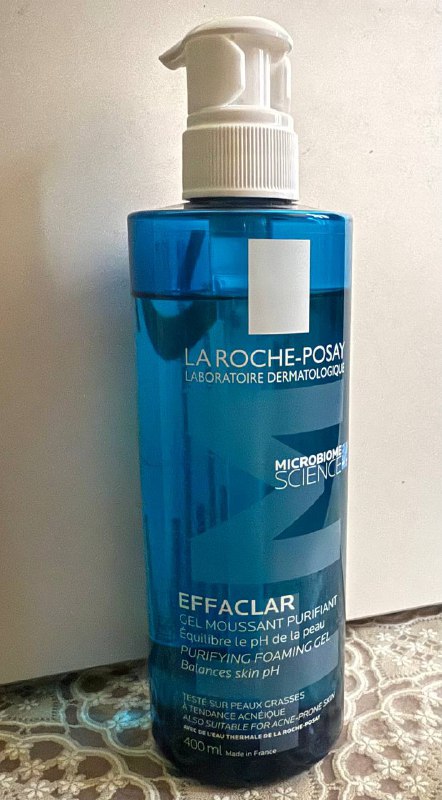 LA ROCHE-POSAY
LABORATOIRE DERMATOLOGIQUE
MICROBIOME
SCIENCE
EFFACLAR
GEL MOUSSANT PURIFIANT
Équilibre le pH de la peau
PURIFYING FOAMING GEL
Balances skin pH
TESTÉ SUR PEAUX GRASSES
À TENDANCE ACNÉIQUE
ALSO SUITABLE FOR ACNE-PRONE SKIN
AVEC DE L'EAU THERMALE DE LA ROCHE-POSAY
400 ml Made in France